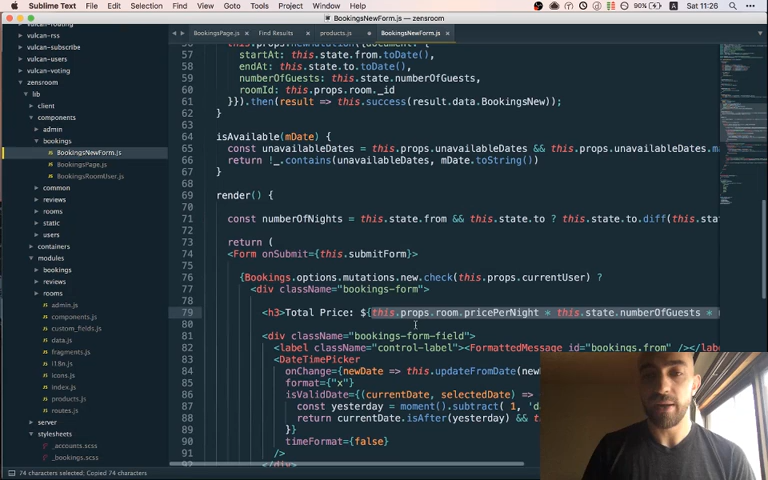 Sublime Text File Edit Selection Find View Goto Tools Project Window Help 90% Sat 11:26
BookingsNewForm.js — zensroom
vulcan-rss
vulcan-subscribe
vulcan-users
vulcan-voting
zensroom
lib
client
components
admin
bookings
BookingsNewForm.js
BookingsPage.js
BookingsRoomUser.js
common
reviews
rooms
static
users
containers
modules
bookings
reviews
rooms
admin.js
components.js
custom_fields.js
data.js
fragments.js
i18n.js
icons.js
index.js
products.js
routes.js
server
stylesheets
_accounts.scss
_bookings.scss
BookingsPage.js Find Results products.js BookingsNewForm.js
57 startAt: this.state.from.toDate(),
58 endAt: this.state.to.toDate(),
59 numberOfGuests: this.state.numberOfGuests,
60 roomId: this.props.room._id
61 }}).then(result => this.success(result.data.BookingsNew));
62 }
63
64 isAvailable(mDate) {
65 const unavailableDates = this.props.unavailableDates && this.props.unavailableDates.ma
66 return !_.contains(unavailableDates, mDate.toString())
67 }
68
69 render() {
70
71 const numberOfNights = this.state.from && this.state.to ? this.state.to.diff(this.sta
72
73 return (
74 <Form onSubmit={this.submitForm}>
75
76 {Bookings.options.mutations.new.check(this.props.currentUser) ?
77 <div className="bookings-form">
78
79 <h3>Total Price: ${this.props.room.pricePerNight * this.state.numberOfGuests *
80
81 <div className="bookings-form-field">
82 <label className="control-label"><FormattedMessage id="bookings.from" /></labe
83 <DateTimePicker
84 onChange={newDate => this.updateFromDate(new
85 format={"x"}
86 isValidDate={(currentDate, selectedDate) =>
87 const yesterday = moment().subtract( 1, 'd
88 return currentDate.isAfter(yesterday) && th
89 }}
90 timeFormat={false}
91 />
92 </div>
74 characters selected; Copied 74 characters